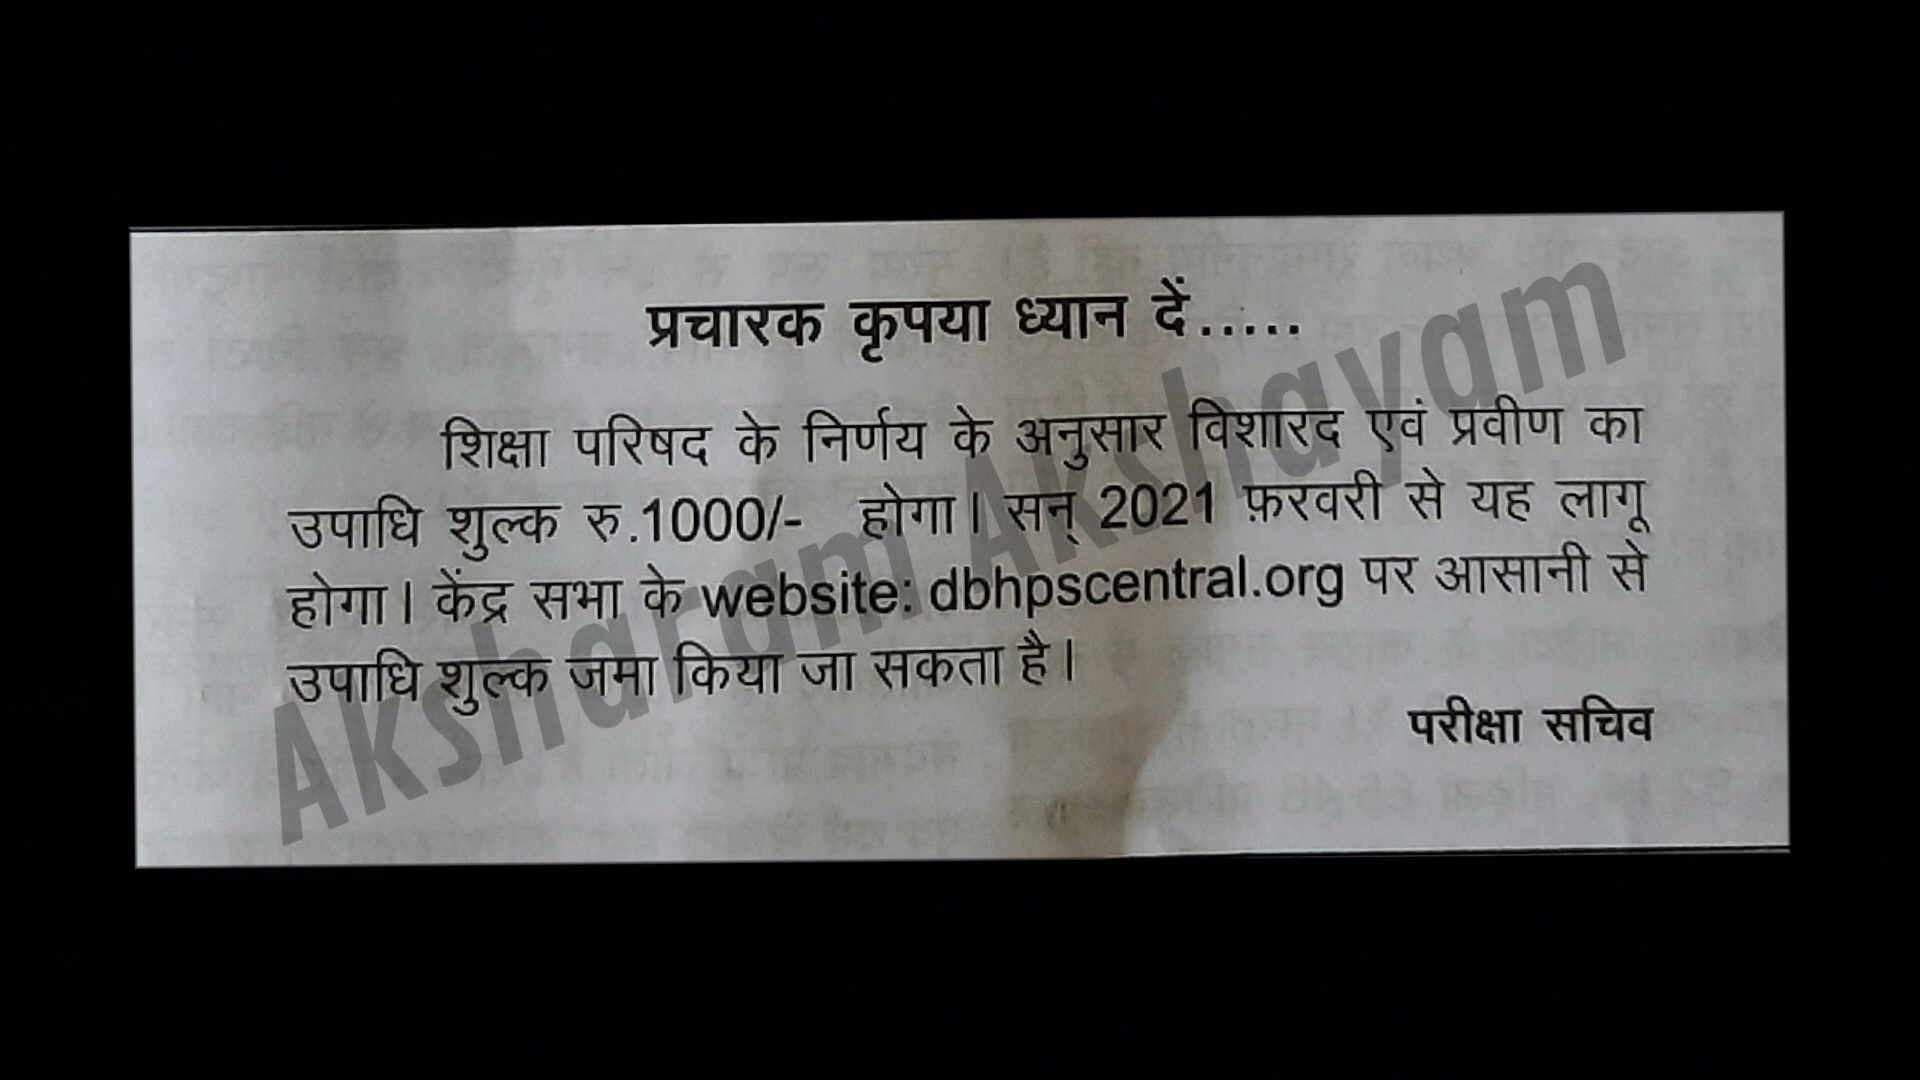 प्रचारक कृपया ध्यान दें.....
शिक्षा परिषद के निर्णय के अनुसार विशारद एवं प्रवीण का
उपाधि शुल्क रु.1000/- होगा। सन् 2021 फ़रवरी से यह लागू
होगा। केंद्र सभा के website: dbhpscentral.org पर आसानी से
उपाधि शुल्क जमा किया जा सकता है।
परीक्षा सचिव
Aksharam Akshayam